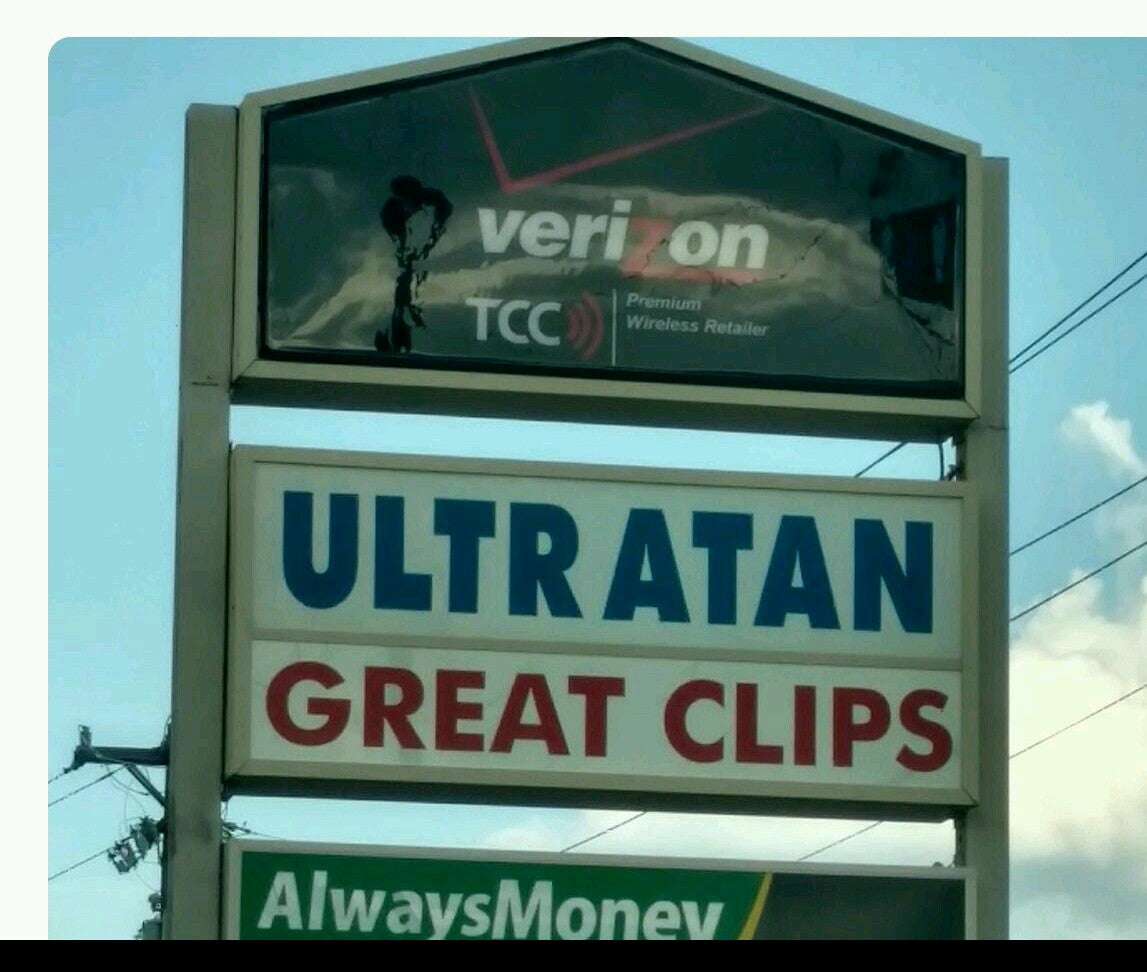 verizon
TCC
Premium
Wireless Retailer
ULTRATAN
GREAT CLIPS
AlwaysMoney